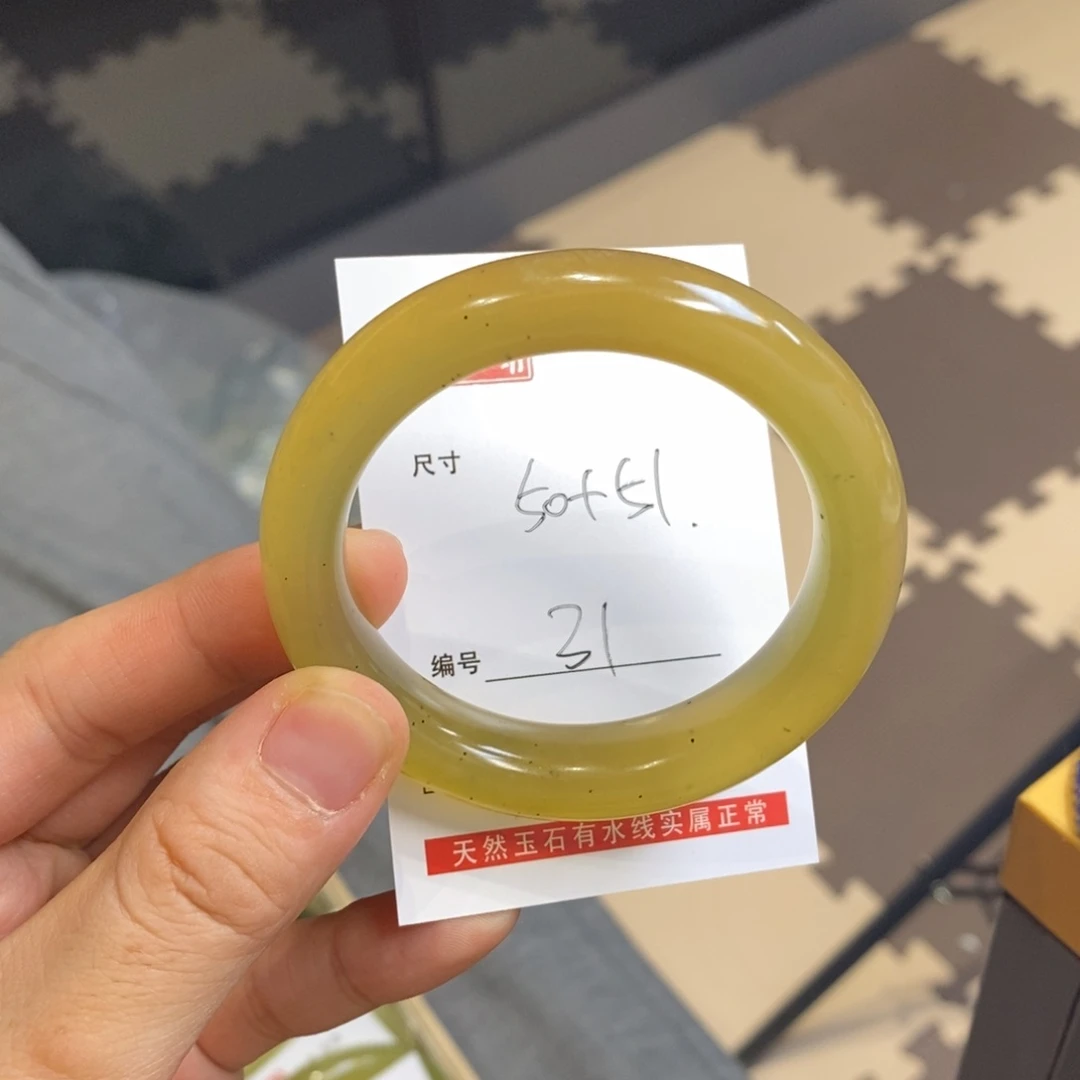 尺寸 50+51.
编号 31
天然玉石有水线实属正常